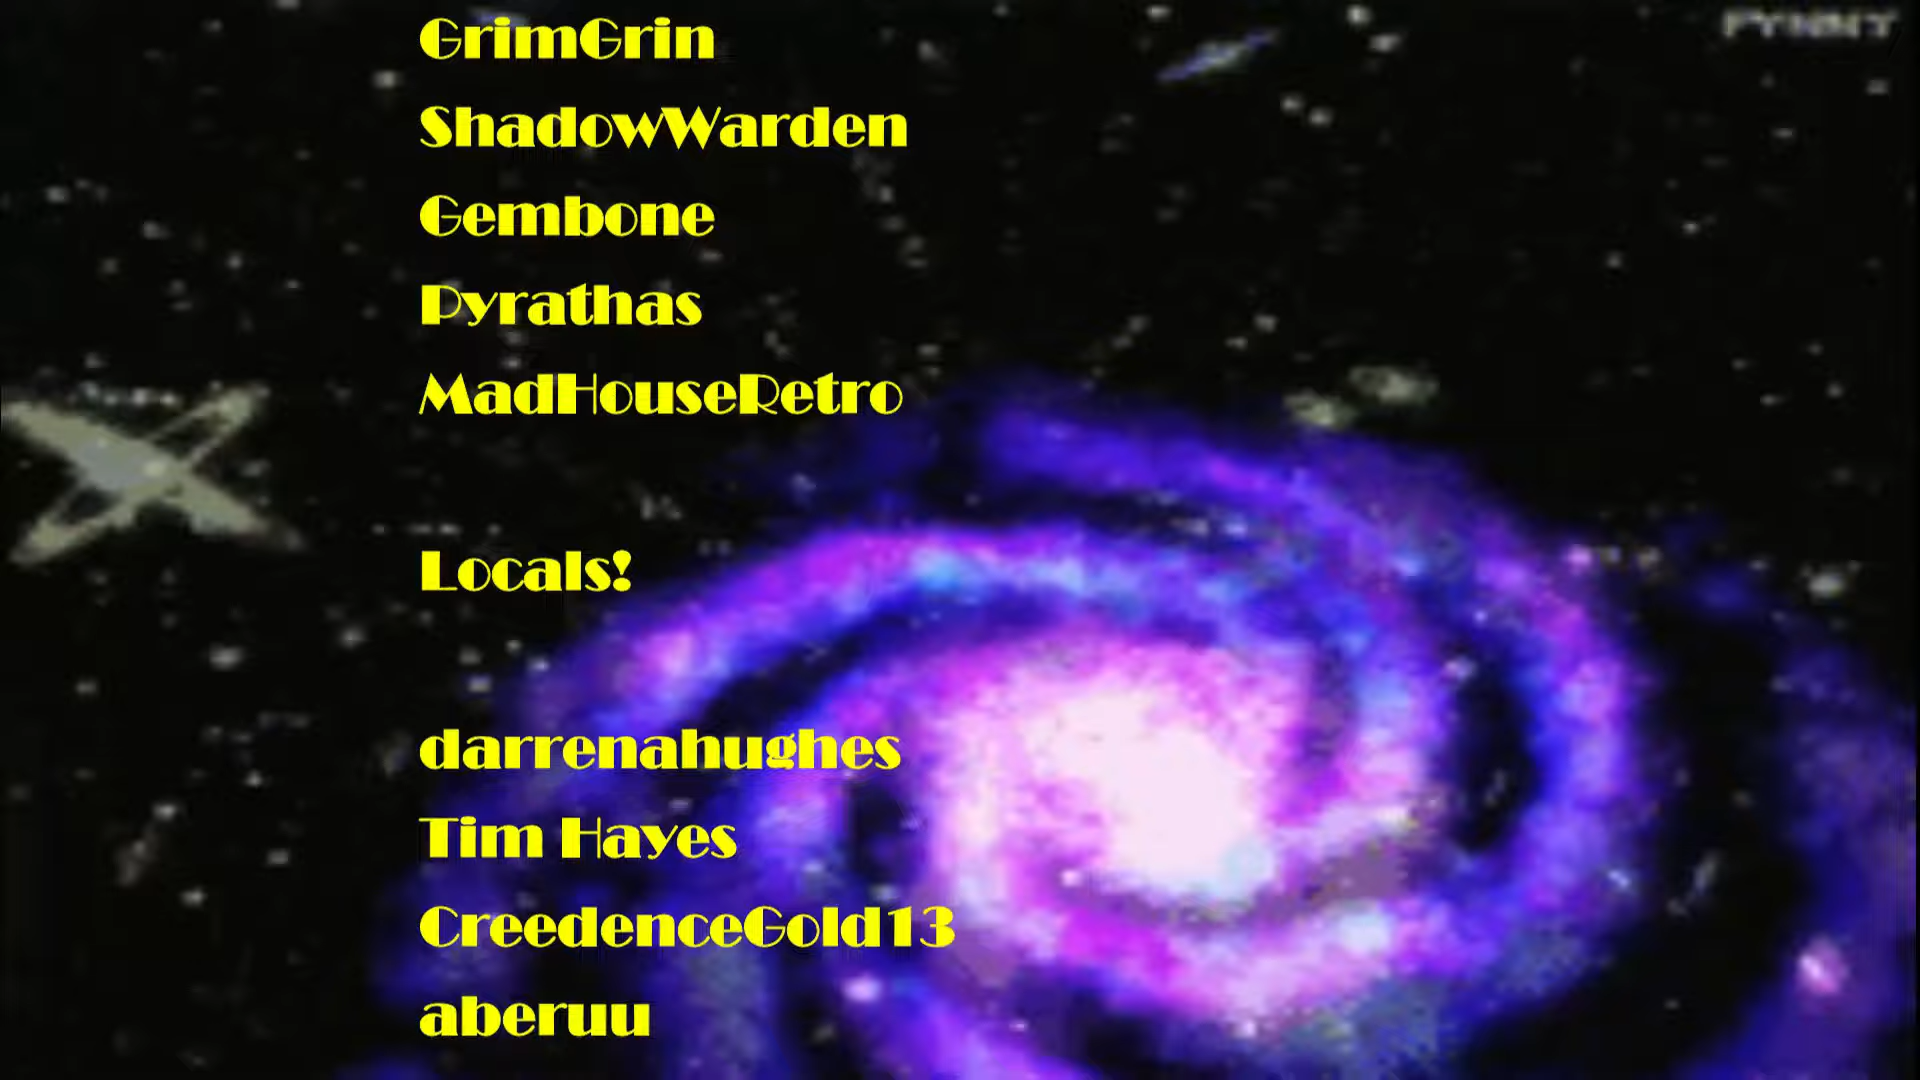 GrimGrin
ShadowWarden
Gembone
Pyrathas
MadHouseRetro
Locals!
darrenahughes
Tim Hayes
CreedenceGold13
aberuu